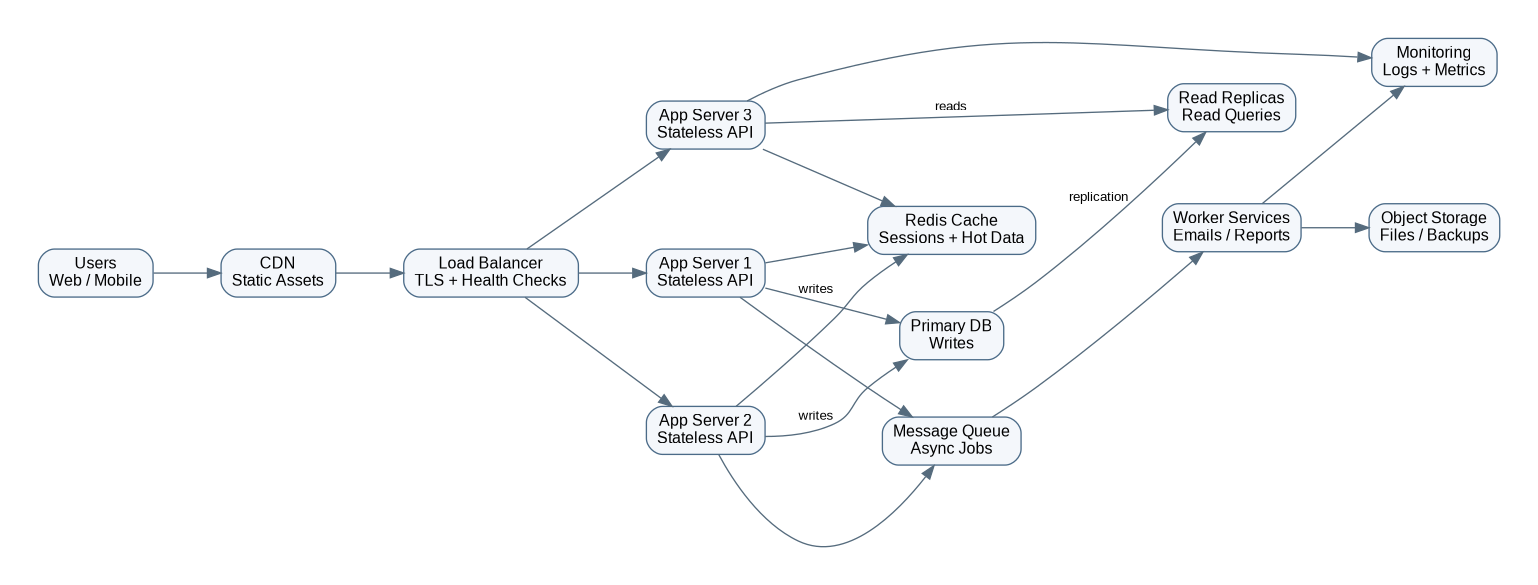 Users
Web / Mobile
CDN
Static Assets
Load Balancer
TLS + Health Checks
App Server 3
Stateless API
App Server 1
Stateless API
App Server 2
Stateless API
reads
writes
writes
Redis Cache
Sessions + Hot Data
Primary DB
Writes
Message Queue
Async Jobs
replication
Read Replicas
Read Queries
Worker Services
Emails / Reports
Monitoring
Logs + Metrics
Object Storage
Files / Backups